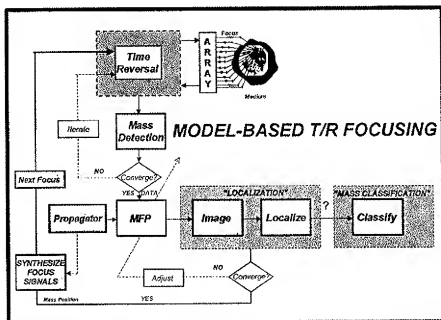 Time
Reversal
ARRAY
Focus
Medium
Iterate
Mass
Detection
MODEL-BASED T/R FOCUSING
NO
Converge?
Next Focus
YES
DATA
"LOCALIZATION"
"MASS CLASSIFICATION"
Propagator
MFP
Image
Localize
?
Classify
SYNTHESIZE
FOCUS
SIGNALS
Adjust
NO
Converge?
Mass Position
YES